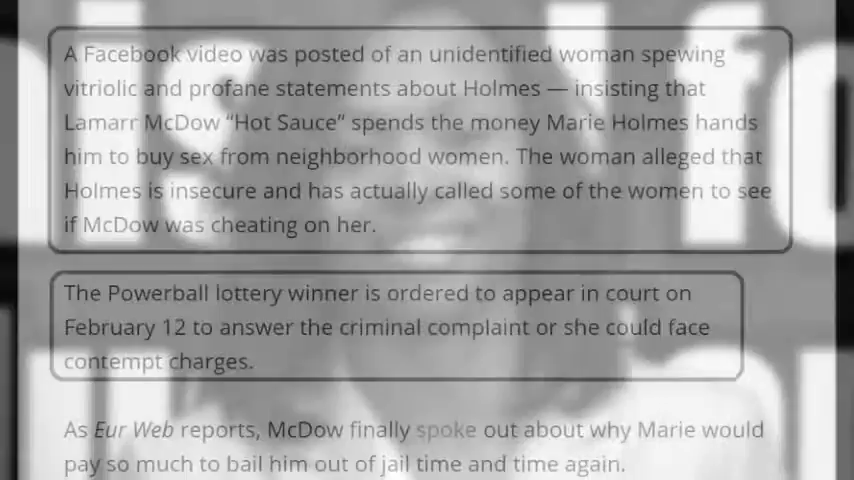 A Facebook video was posted of an unidentified woman spewing
vitriolic and profane statements about Holmes — insisting that
Lamarr McDow “Hot Sauce” spends the money Marie Holmes hands
him to buy sex from neighborhood women. The woman alleged that
Holmes is insecure and has actually called some of the women to see
if McDow was cheating on her.
The Powerball lottery winner is ordered to appear in court on
February 12 to answer the criminal complaint or she could face
contempt charges.
As Eur Web reports, McDow finally spoke out about why Marie would
pay so much to bail him out of jail time and time again.